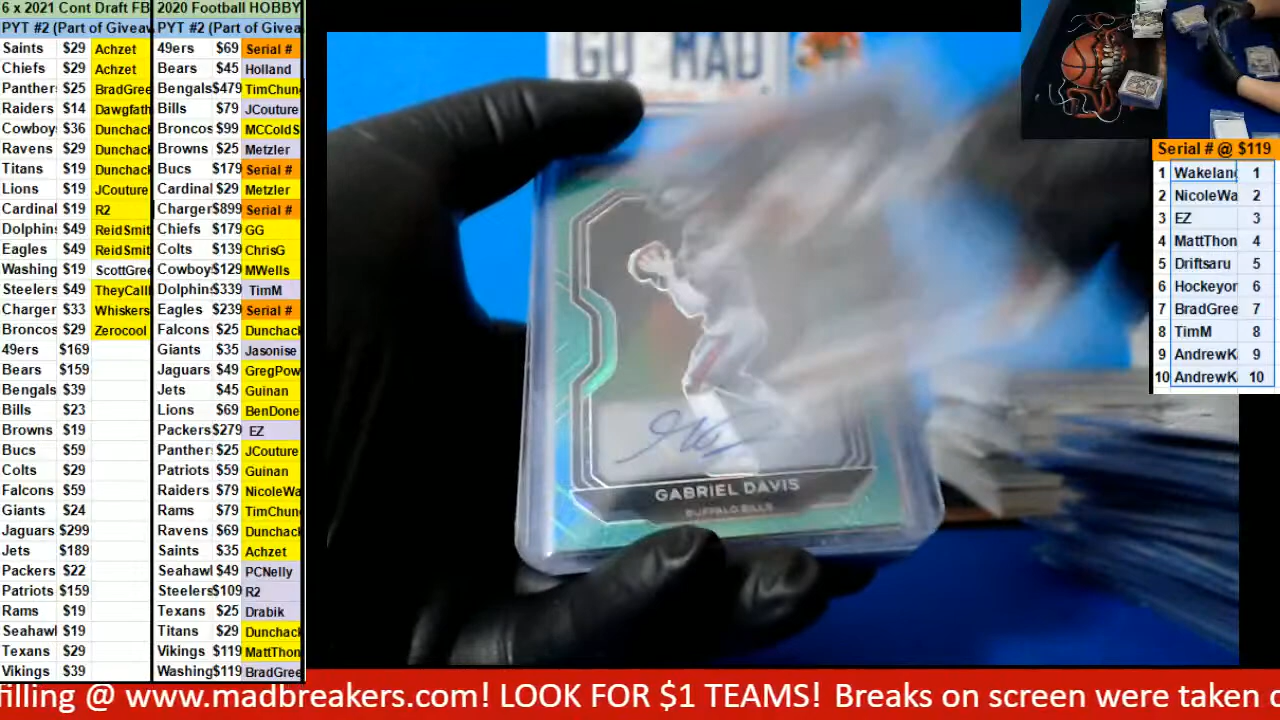 6 x 2021 Cont Draft FB
PYT #2 (Part of Giveaw
Saints $29 Achzet
Chiefs $29 Achzet
Panther: $25 BradGree
Raiders $14 Dawgfath
Cowboy: $36 Dunchack
Ravens $29 Dunchack
Titans $19 Dunchack
Lions $19 JCouture
Cardinal $19 R2
Dolphin: $49 ReidSmit
Eagles $49 ReidSmit
Washing $19 ScottGree
Steelers $49 TheyCallI
Charger $33 Whiskers
Broncos $29 Zerocool
49ers $169
Bears $159
Bengals $39
Bills $23
Browns $19
Bucs $59
Colts $29
Falcons $59
Giants $24
Jaguars $299
Jets $189
Packers $22
Patriots $159
Rams $19
Seahawl $19
Texans $29
Vikings $39
2020 Football HOBBY
PYT #2 (Part of Givea
49ers $69 Serial #
Bears $45 Holland
Bengals $479 TimChun
Bills $79 JCouture
Broncos $99 MCColdS
Browns $25 Metzler
Bucs $179 Serial #
Cardinal $29 Metzler
Charger $899 Serial #
Chiefs $179 GG
Colts $139 ChrisG
Cowboy $129 MWells
Dolphin $339 TimM
Eagles $239 Serial #
Falcons $25 Dunchack
Giants $35 Jasonise
Jaguars $49 GregPow
Jets $45 Guinan
Lions $69 BenDone
Packers $279 EZ
Panther $25 JCouture
Patriots $59 Guinan
Raiders $79 NicoleWa
Rams $79 TimChun
Ravens $69 Dunchack
Saints $35 Achzet
Seahawl $49 PCNelly
Steelers $109 R2
Texans $25 Drabik
Titans $29 Dunchack
Vikings $119 MattThon
Washing $119 BradGree
GO MAD
GABRIEL DAVIS
BUFFALO BILLS
Serial # @ $119
1 Wakelan 1
2 NicoleWa 2
3 EZ 3
4 MattThon 4
5 Driftsaru 5
6 Hockeyor 6
7 BradGree 7
8 TimM 8
9 AndrewK 9
10 AndrewK 10
filling @ www.madbreakers.com! LOOK FOR $1 TEAMS! Breaks on screen were taken